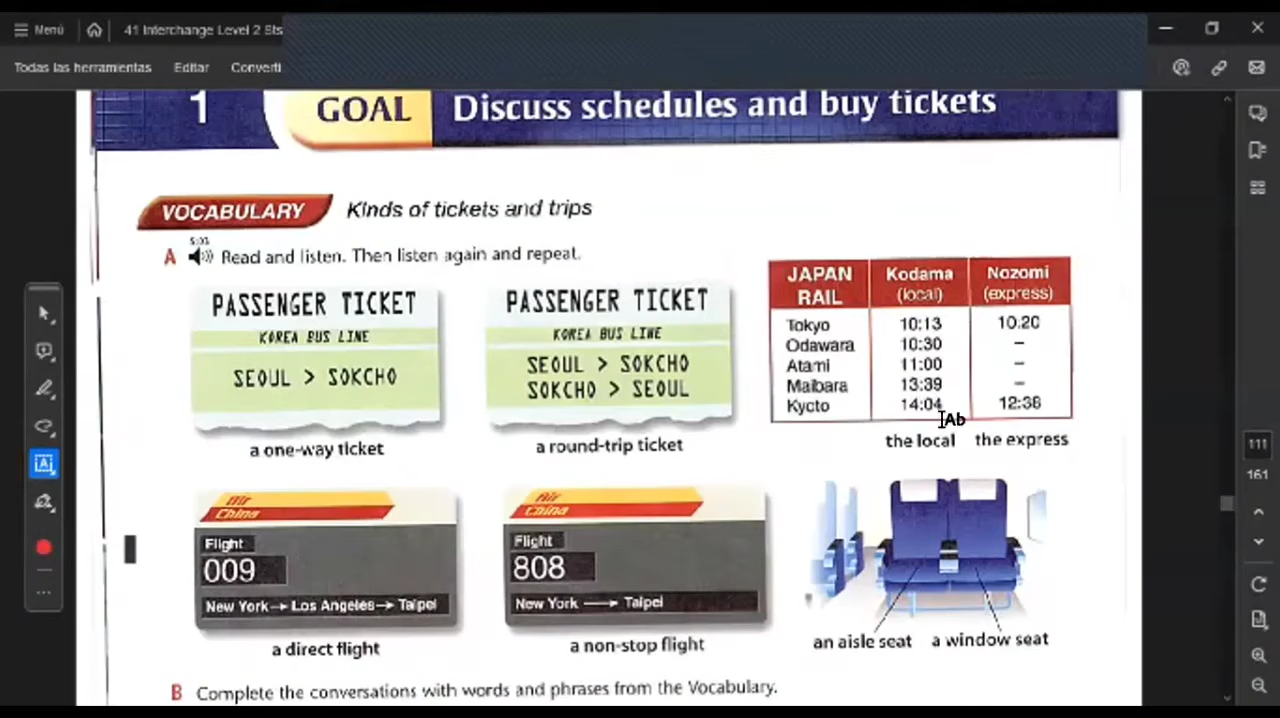 Menú
41 Interchange Level 2 Sts
Todas las herramientas
Editar
Converti
1
GOAL
Discuss schedules and buy tickets
VOCABULARY
Kinds of tickets and trips
5:03
A Read and listen. Then listen again and repeat.
PASSENGER TICKET
KOREA BUS LINE
SEOUL > SOKCHO
a one-way ticket
PASSENGER TICKET
KOREA BUS LINE
SEOUL > SOKCHO
SOKCHO > SEOUL
a round-trip ticket
JAPAN RAIL Kodama (local) Nozomi (express)
Tokyo 10:13 10:20
Odawara 10:30 –
Atami 11:00 –
Maibara 13:39 –
Kyoto 14:04 12:38
Ab
the local the express
Air China
Flight
009
New York→ Los Angeles→ Taipei
a direct flight
Air China
Flight
808
New York → Taipei
a non-stop flight
an aisle seat a window seat
B Complete the conversations with words and phrases from the Vocabulary.
111
161